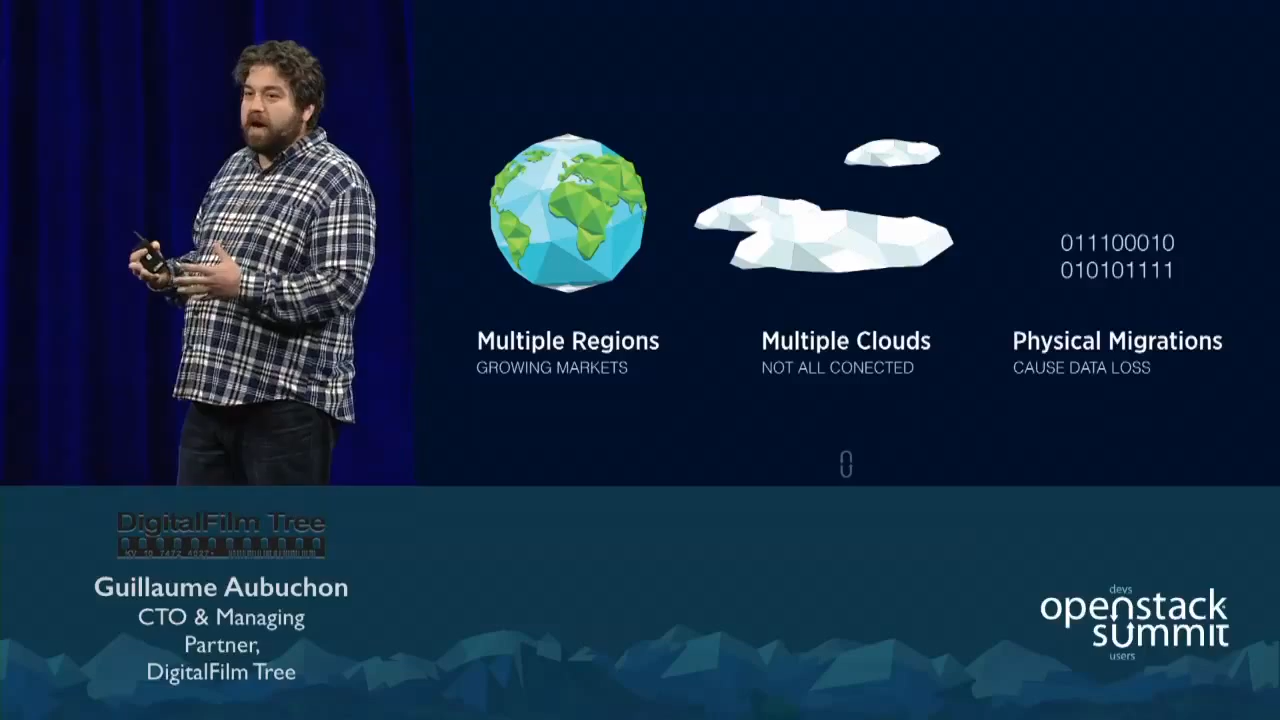 011100010
010101111
Multiple Regions
GROWING MARKETS
Multiple Clouds
NOT ALL CONECTED
Physical Migrations
CAUSE DATA LOSS
DigitalFilm Tree
Guillaume Aubuchon
CTO & Managing
Partner,
DigitalFilm Tree
devs
openstack
summit
users